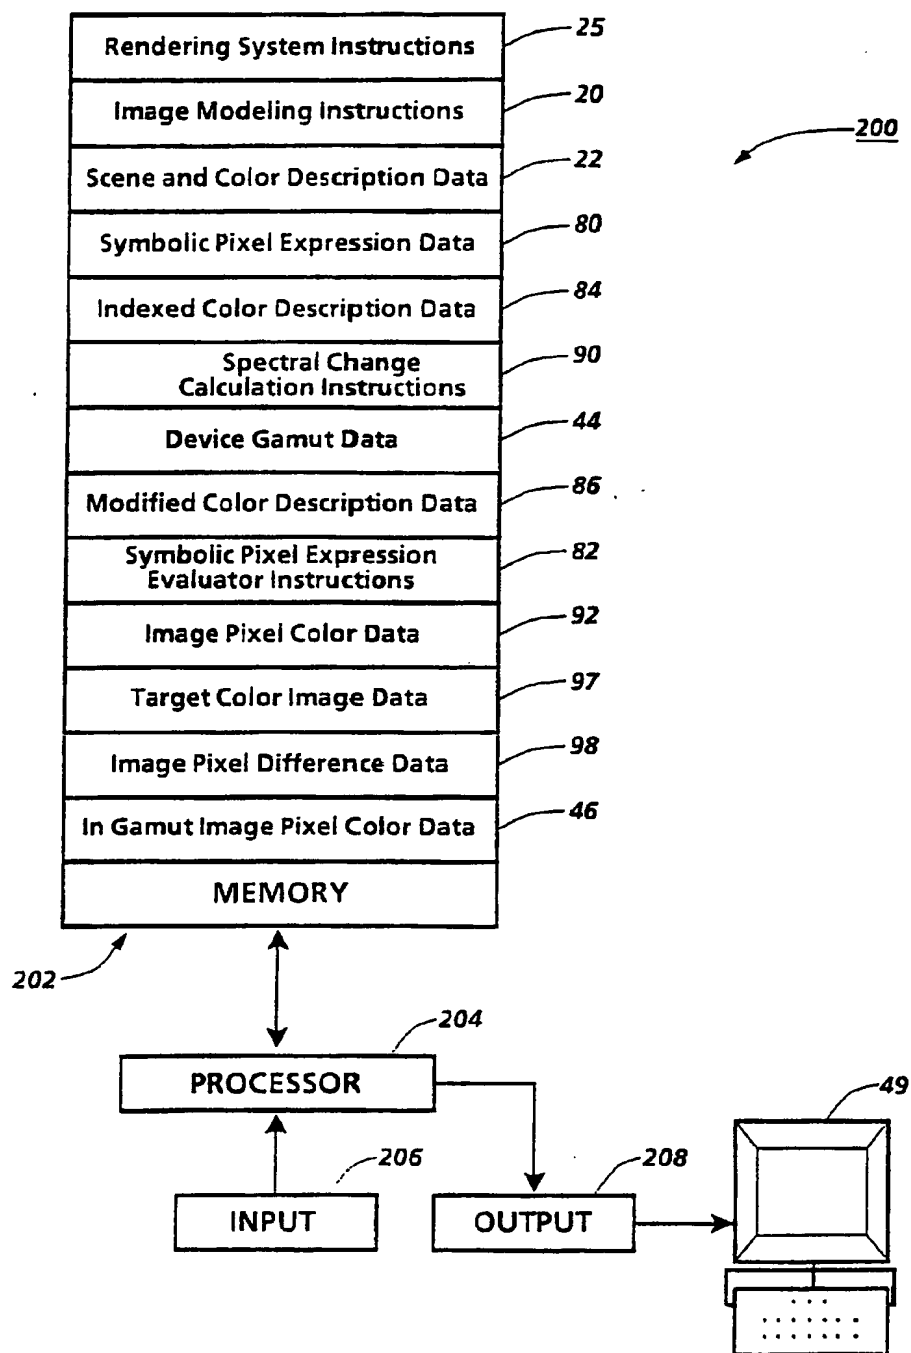 Rendering System Instructions 25
Image Modeling Instructions 20
200
Scene and Color Description Data 22
Symbolic Pixel Expression Data 80
Indexed Color Description Data 84
Spectral Change 90
Calculation Instructions
Device Gamut Data 44
Modified Color Description Data 86
Symbolic Pixel Expression 82
Evaluator Instructions
Image Pixel Color Data 92
Target Color Image Data 97
Image Pixel Difference Data 98
In Gamut Image Pixel Color Data 46
MEMORY
202
204
PROCESSOR
49
206
208
INPUT
OUTPUT